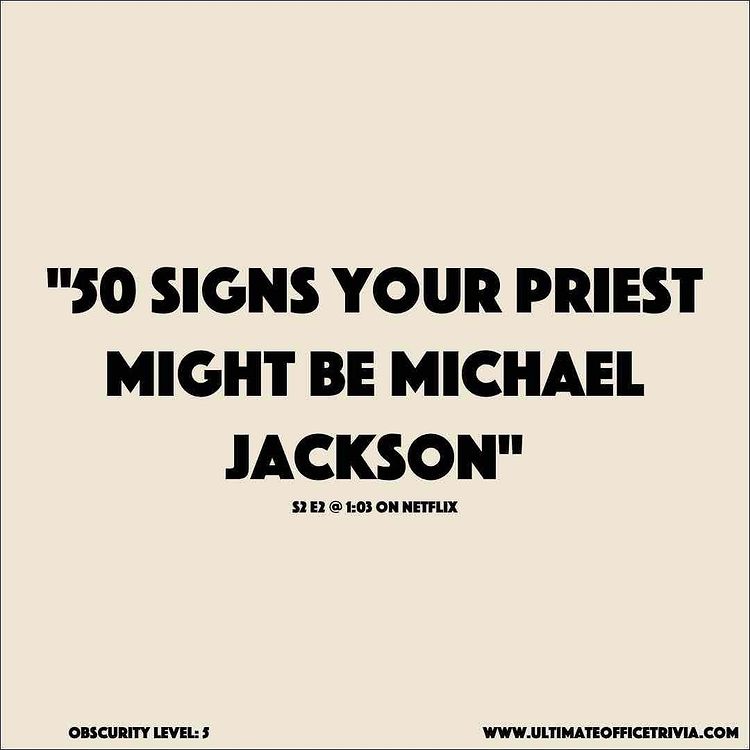 "50 SIGNS YOUR PRIEST
MIGHT BE MICHAEL
JACKSON"
S2 E2 @ 1:03 ON NETFLIX
OBSCURITY LEVEL: 5
WWW.ULTIMATEOFFICETRIVIA.COM